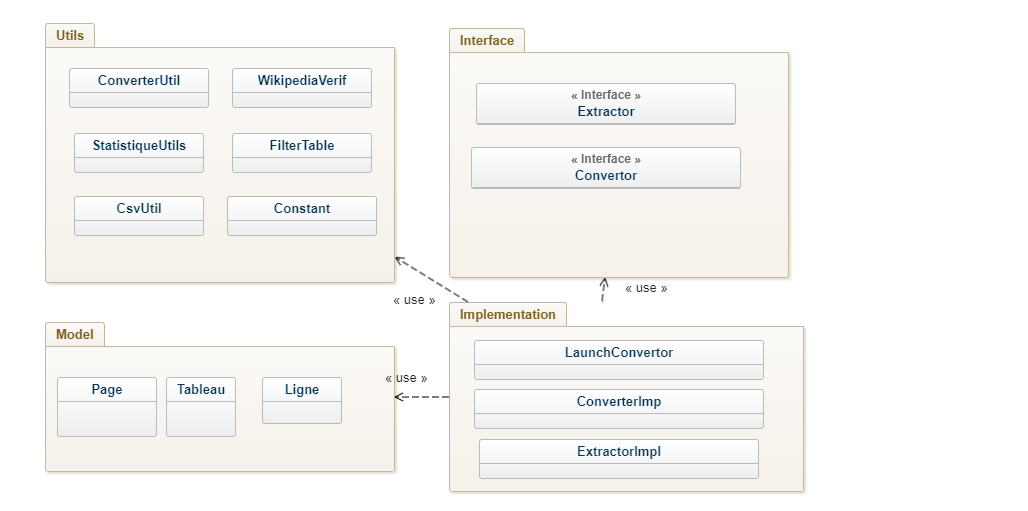 Utils
ConverterUtil
WikipediaVerif
StatistiqueUtils
FilterTable
CsvUtil
Constant
Interface
« Interface »
Extractor
« Interface »
Convertor
« use »
« use »
Implementation
LaunchConvertor
ConverterImp
ExtractorImpl
Model
« use »
Page
Tableau
Ligne